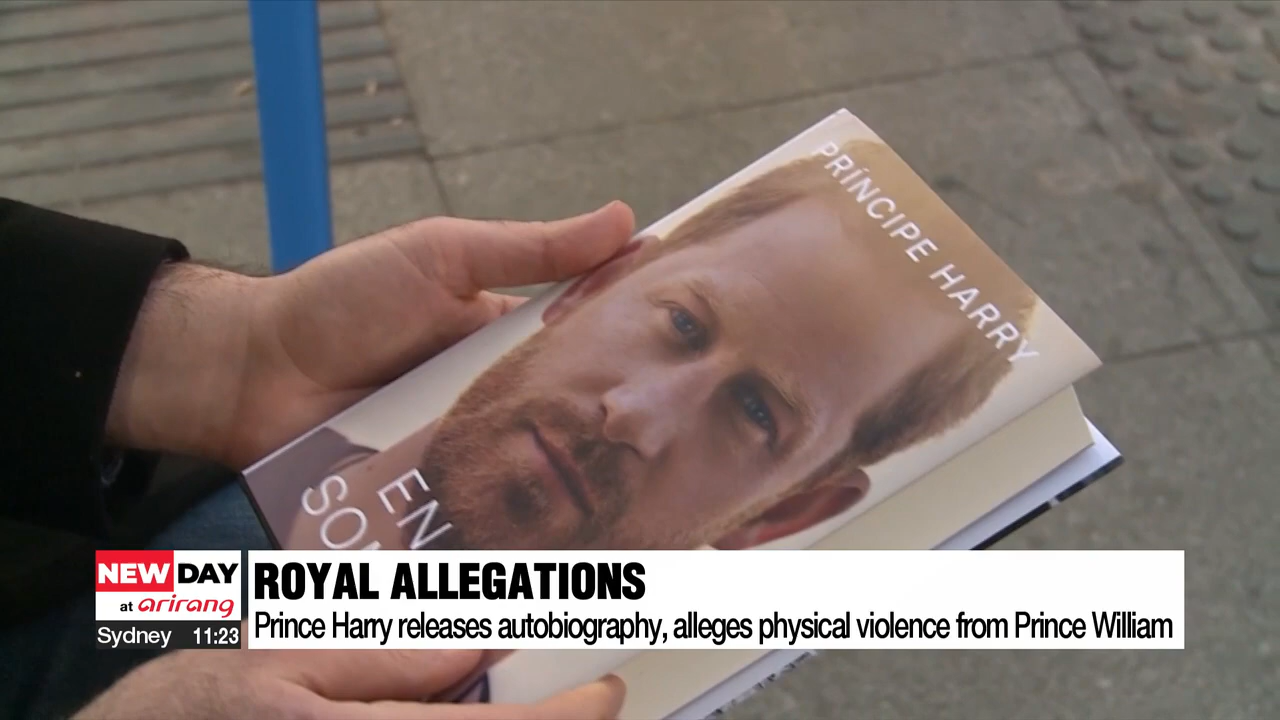 PRÍNCIPE HARRY
EN
NEW DAY
at arirang
Sydney 11:23
ROYAL ALLEGATIONS
Prince Harry releases autobiography, alleges physical violence from Prince William